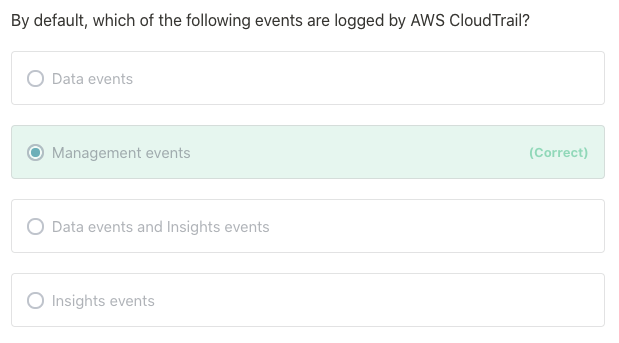 By default, which of the following events are logged by AWS CloudTrail?
Data events
Management events (Correct)
Data events and Insights events
Insights events